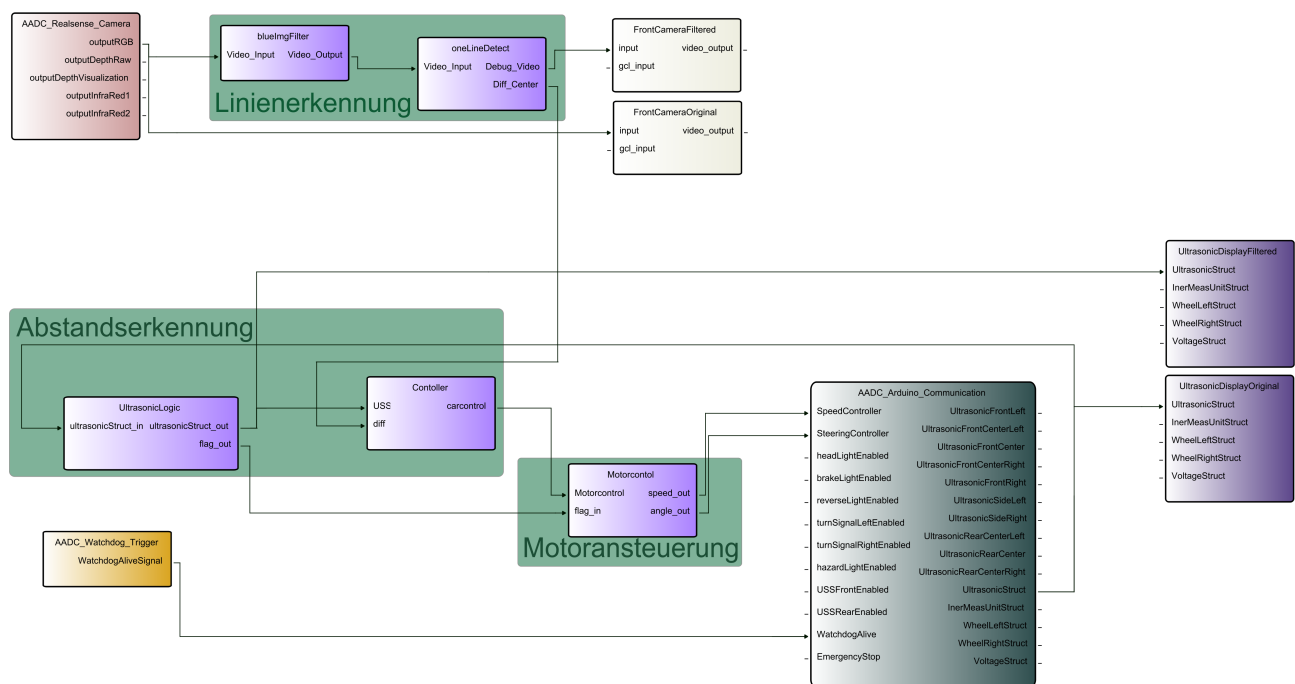 AADC_Realsense_Camera
outputRGB
outputDepthRaw
outputDepthVisualization
outputInfraRed1
outputInfraRed2
blueImgFilter
Video_Input Video_Output
oneLineDetect
Video_Input Debug_Video
Diff_Center
Linienerkennung
FrontCameraFiltered
input video_output
gcl_input
FrontCameraOriginal
input video_output
gcl_input
UltrasonicDisplayFiltered
UltrasonicStruct
InerMeasUnitStruct
WheelLeftStruct
WheelRightStruct
VoltageStruct
Abstandserkennung
UltrasonicLogic
ultrasonicStruct_in ultrasonicStruct_out
flag_out
Contoller
USS carcontrol
diff
UltrasonicDisplayOriginal
UltrasonicStruct
InerMeasUnitStruct
WheelLeftStruct
WheelRightStruct
VoltageStruct
AADC_Arduino_Communication
SpeedController UltrasonicFrontLeft
SteeringController UltrasonicFrontCenterLeft
headLightEnabled UltrasonicFrontCenter
brakeLightEnabled UltrasonicFrontCenterRight
reverseLightEnabled UltrasonicFrontRight
turnSignalLeftEnabled UltrasonicSideLeft
turnSignalRightEnabled UltrasonicSideRight
hazardLightEnabled UltrasonicRearCenterLeft
USSFrontEnabled UltrasonicRearCenter
USSRearEnabled UltrasonicRearCenterRight
WatchdogAlive UltrasonicStruct
EmergencyStop InerMeasUnitStruct
WheelLeftStruct
WheelRightStruct
VoltageStruct
Motorcontol
Motorcontrol speed_out
flag_in angle_out
Motoransteuerung
AADC_Watchdog_Trigger
WatchdogAliveSignal